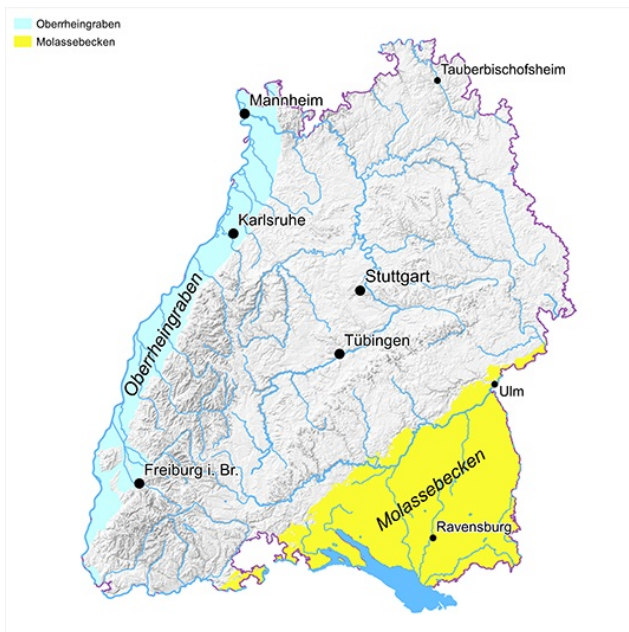 Oberrheingraben
Molassebecken
Tauberbischofsheim
Mannheim
Karlsruhe
Stuttgart
Oberrheingraben
Tübingen
Ulm
Freiburg i. Br.
Molassebecken
Ravensburg